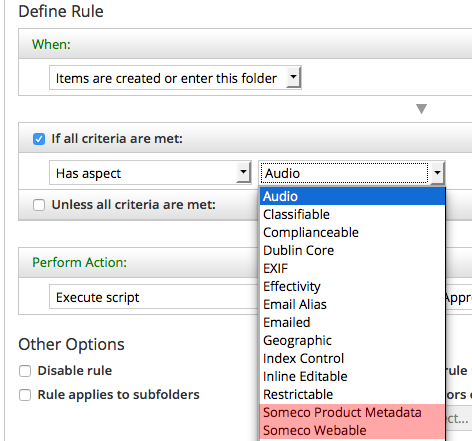 Define Rule
When:
Items are created or enter this folder
If all criteria are met:
Has aspect
Audio
Unless all criteria are met:
Audio
Classifiable
Complianceable
Dublin Core
EXIF
Effectivity
Email Alias
Emailed
Geographic
Index Control
Inline Editable
Restrictable
Someco Product Metadata
Someco Webable
Perform Action:
Execute script
Other Options
Disable rule
rule
Rule applies to subfolders